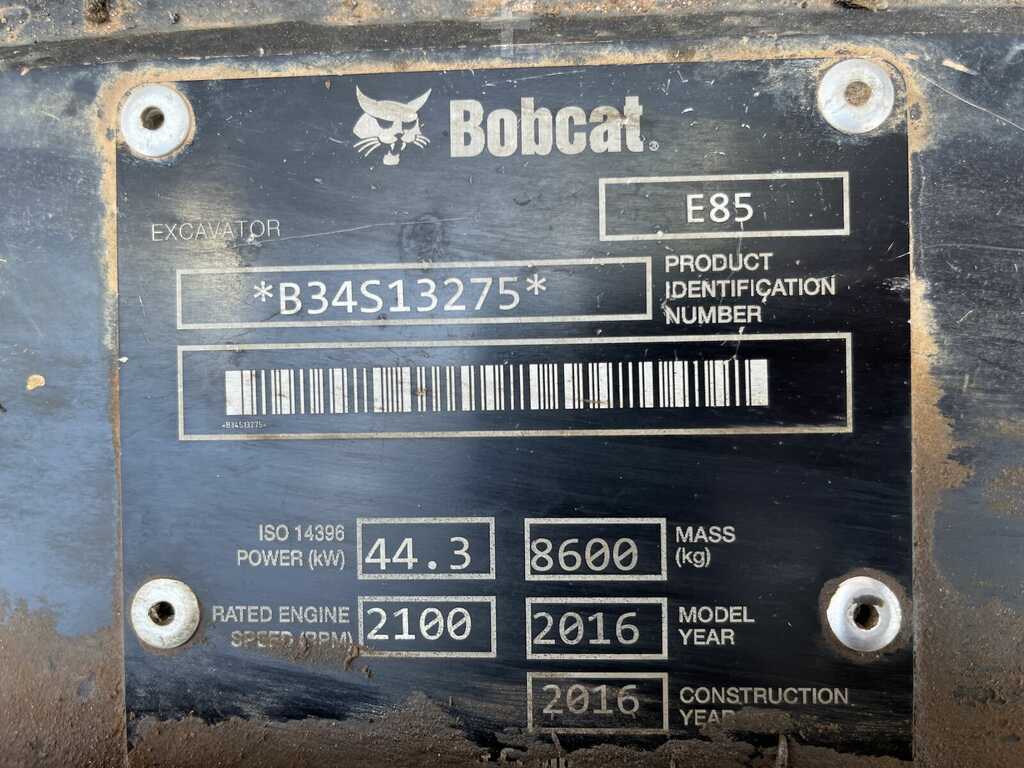 Bobcat®
E85
EXCAVATOR
*B34S13275*
PRODUCT
IDENTIFICATION
NUMBER
*B34S13275*
ISO 14396
POWER (kW)
44.3
8600
MASS
(kg)
RATED ENGINE
SPEED (RPM)
2100
2016
MODEL
YEAR
2016
CONSTRUCTION
YEAR